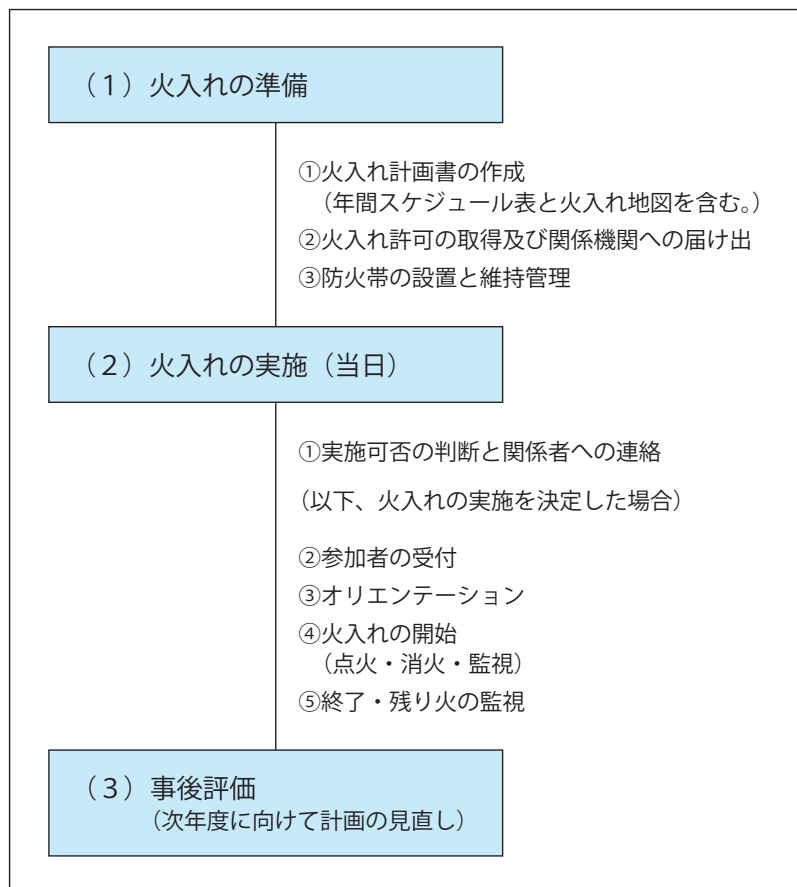 （１）火入れの準備
①火入れ計画書の作成
（年間スケジュール表と火入れ地図を含む。）
②火入れ許可の取得及び関係機関への届け出
③防火帯の設置と維持管理
（２）火入れの実施（当日）
①実施可否の判断と関係者への連絡
（以下、火入れの実施を決定した場合）
②参加者の受付
③オリエンテーション
④火入れの開始
（点火・消火・監視）
⑤終了・残り火の監視
（３）事後評価
（次年度に向けて計画の見直し）